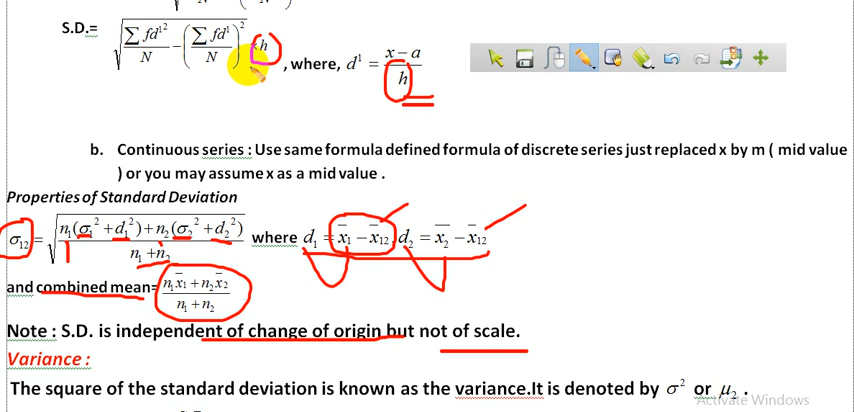 S.D.= √(∑fd¹²/N − (∑fd¹/N)²) × h , where, d¹ = (x − a)/h
b. Continuous series : Use same formula defined formula of discrete series just replaced x by m ( mid value
) or you may assume x as a mid value .
Properties of Standard Deviation
σ₁₂ = √((n₁(σ₁² + d₁²) + n₂(σ₂² + d₂²))/(n₁ + n₂)) where d₁ = x̄₁ − x̄₁₂, d₂ = x̄₂ − x̄₁₂
and combined mean= (n₁x̄₁ + n₂x̄₂)/(n₁ + n₂)
Note : S.D. is independent of change of origin but not of scale.
Variance :
The square of the standard deviation is known as the variance.It is denoted by σ² or μ₂ .
Activate Windows